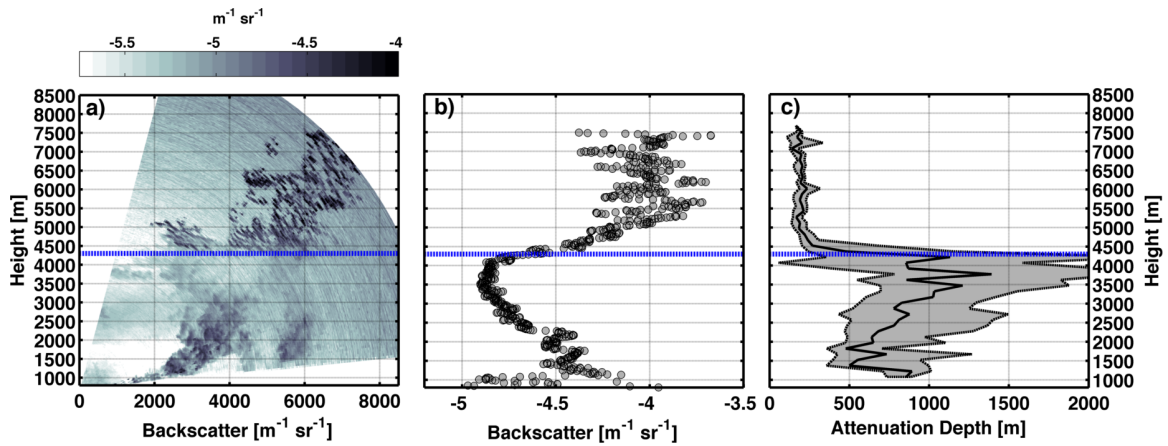 m⁻¹ sr⁻¹
-5.5 -5 -4.5 -4
a)
b)
c)
Height [m]
8500
7500
7000
6500
6000
5500
5000
4500
4000
3500
3000
2500
2000
1500
1000
0 2000 4000 6000 8000
Backscatter [m⁻¹ sr⁻¹]
-5 -4.5 -4 -3.5
Backscatter [m⁻¹ sr⁻¹]
8500
7500
7000
6500
6000
5500
5000
4500
4000
3500
3000
2500
2000
1500
1000
Height [m]
0 500 1000 1500 2000
Attenuation Depth [m]